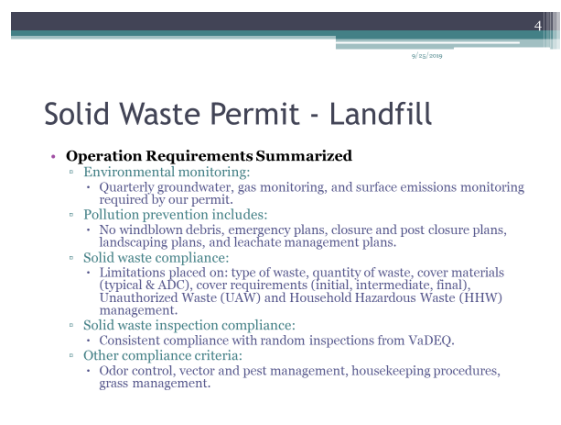 4
9/25/2019
Solid Waste Permit - Landfill
• Operation Requirements Summarized
▫ Environmental monitoring:
▪ Quarterly groundwater, gas monitoring, and surface emissions monitoring
required by our permit.
▫ Pollution prevention includes:
▪ No windblown debris, emergency plans, closure and post closure plans,
landscaping plans, and leachate management plans.
▫ Solid waste compliance:
▪ Limitations placed on: type of waste, quantity of waste, cover materials
(typical & ADC), cover requirements (initial, intermediate, final),
Unauthorized Waste (UAW) and Household Hazardous Waste (HHW)
management.
▫ Solid waste inspection compliance:
▪ Consistent compliance with random inspections from VaDEQ.
▫ Other compliance criteria:
▪ Odor control, vector and pest management, housekeeping procedures,
grass management.